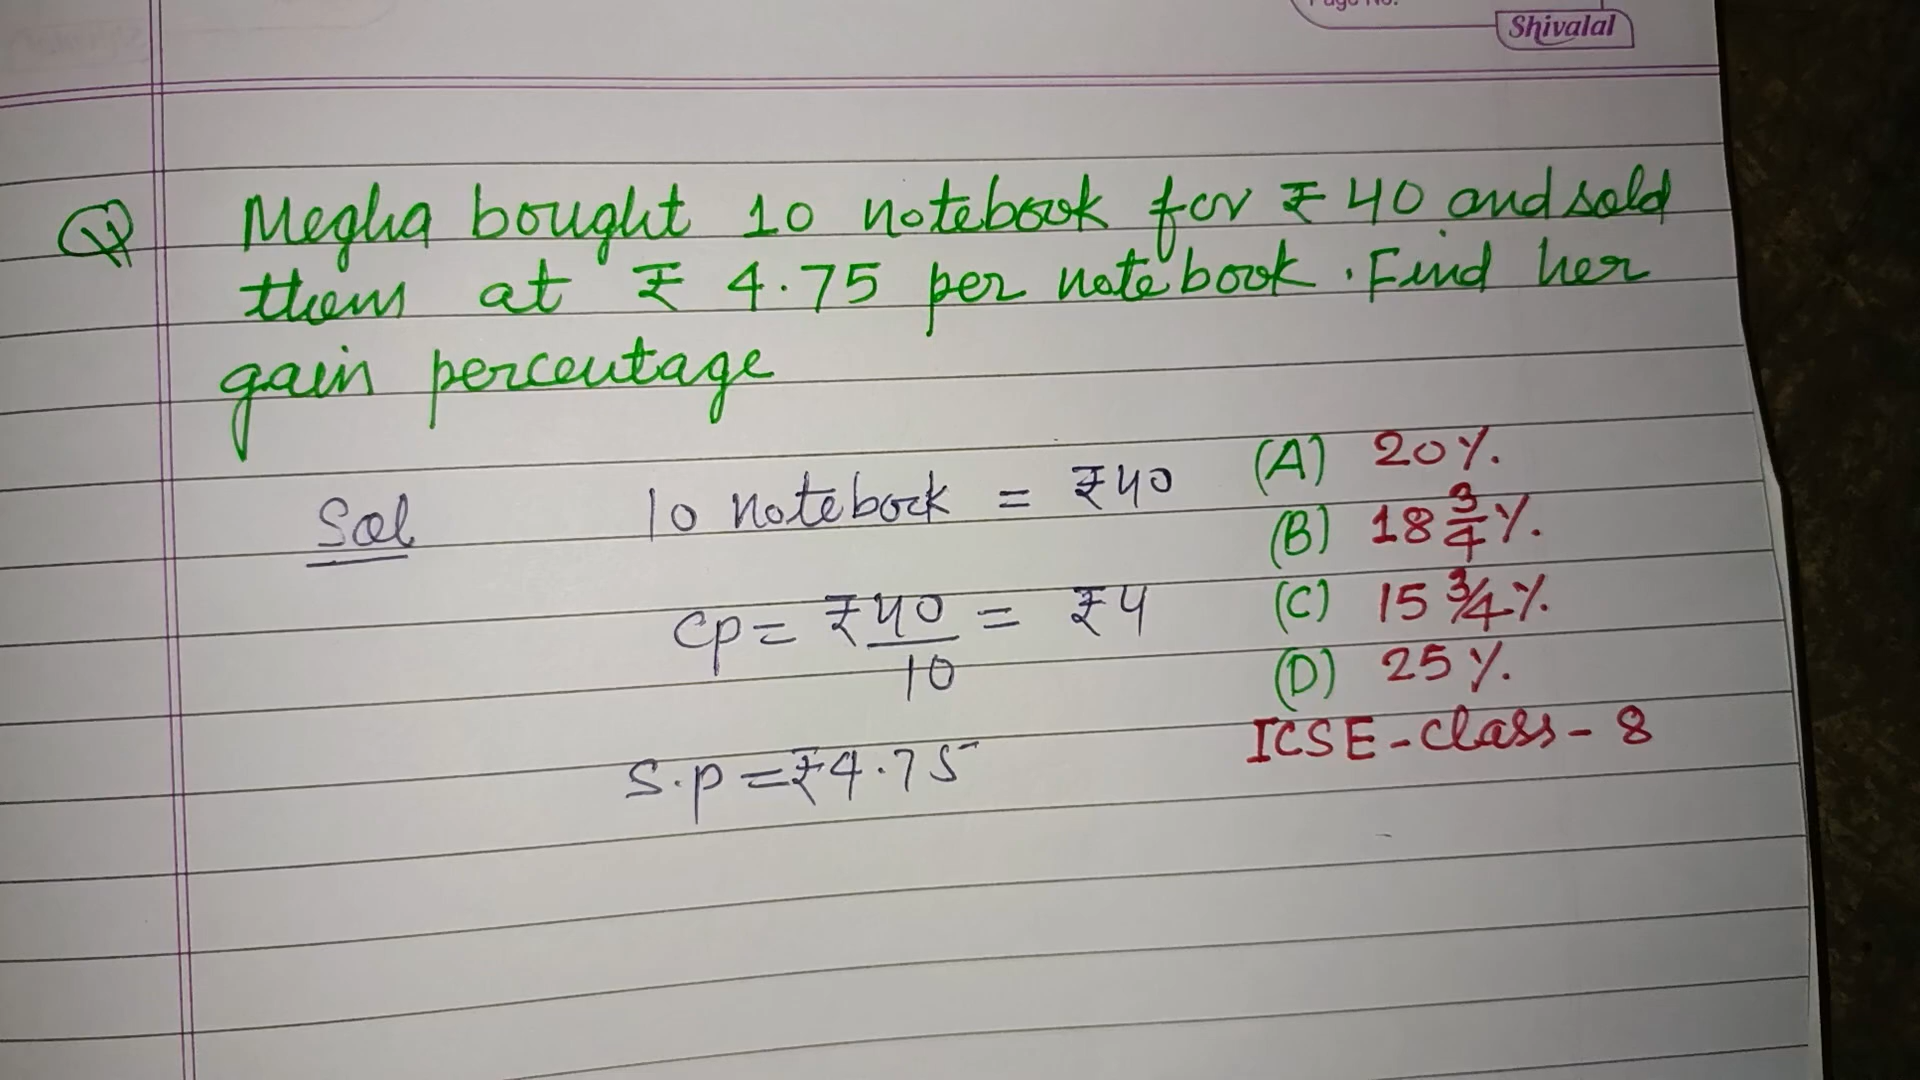 Page No.
Shivalal
Q Megha bought 10 notebook for ₹ 40 and sold
them at ₹ 4.75 per notebook. Find her
gain percentage
Sol 10 notebook = ₹40
(A) 20%.
(B) 18 3/4 %.
CP = ₹40/10 = ₹4
(C) 15 3/4 %.
(D) 25%.
ICSE-class-8
S.p = ₹4.75